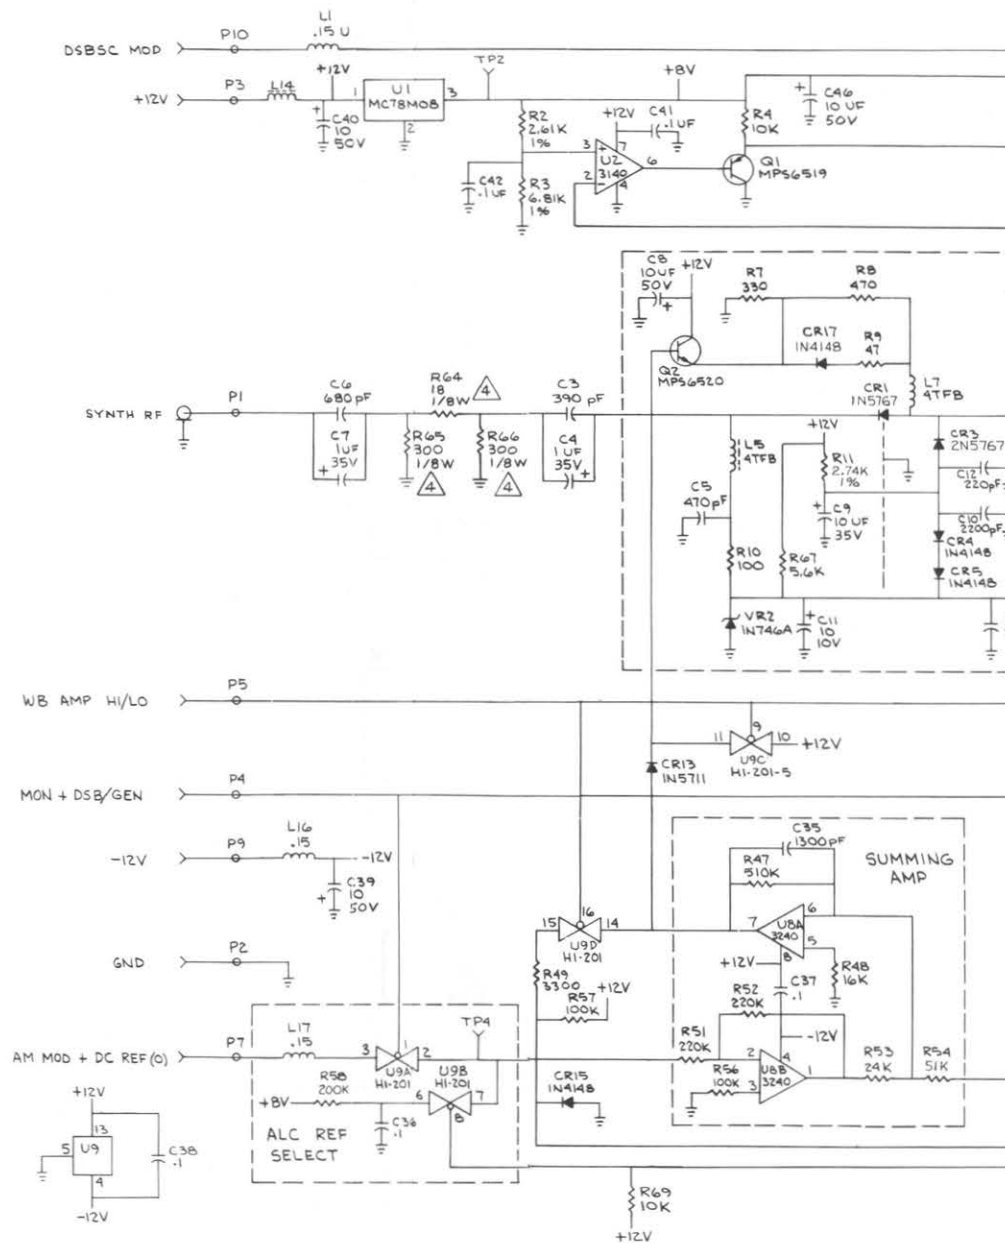 L1
.15 U
DSBSC MOD
P10
+12V
P3
L14
+12V
1
U1
MC78M08
3
2
C40
10
50V
TP2
+8V
R2
2.61K
1%
C42
.1UF
R3
6.81K
1%
+12V
C41
.1UF
3
+
7
U2
3140
6
2
-
4
R4
10K
C46
10UF
50V
Q1
MPS6519
C8
10UF
50V
+12V
R7
330
R8
470
CR17
1N4148
R9
47
Q2
MPS6520
L7
4TFB
CR1
1N5767
SYNTH RF
P1
C6
680pF
C7
1UF
35V
R64
18
1/8W
4
R65
300
1/8W
4
R66
300
1/8W
4
C3
390 pF
C4
1UF
35V
L5
4TFB
+12V
R11
2.74K
1%
CR3
2N5767
C12
220pF
C5
470pF
C9
10UF
35V
C10
2200pF
CR4
1N4148
CR5
1N4148
R10
100
R67
5.6K
VR2
1N746A
C11
10
10V
WB AMP HI/LO
P5
11
9
10
+12V
U9C
HI-201-5
CR13
1N5711
MON + DSB/GEN
P4
-12V
P9
L16
.15
-12V
C39
10
50V
C35
1300pF
R47
510K
SUMMING
AMP
15
16
14
U9D
HI-201
7
U8A
3240
6
5
8
R48
16K
GND
P2
R49
3300
+12V
R57
100K
+12V
C37
.1
R52
220K
-12V
AM MOD + DC REF(0)
P7
L17
.15
3
1
2
U9A
HI-201
TP4
R51
220K
2
4
U8B
3240
1
3
R53
24K
R54
51K
R56
100K
+8V
R58
200K
6
U9B
HI-201
7
8
C36
.1
CR15
1N4148
ALC REF
SELECT
+12V
13
5
U9
4
-12V
C38
.1
R69
10K
+12V